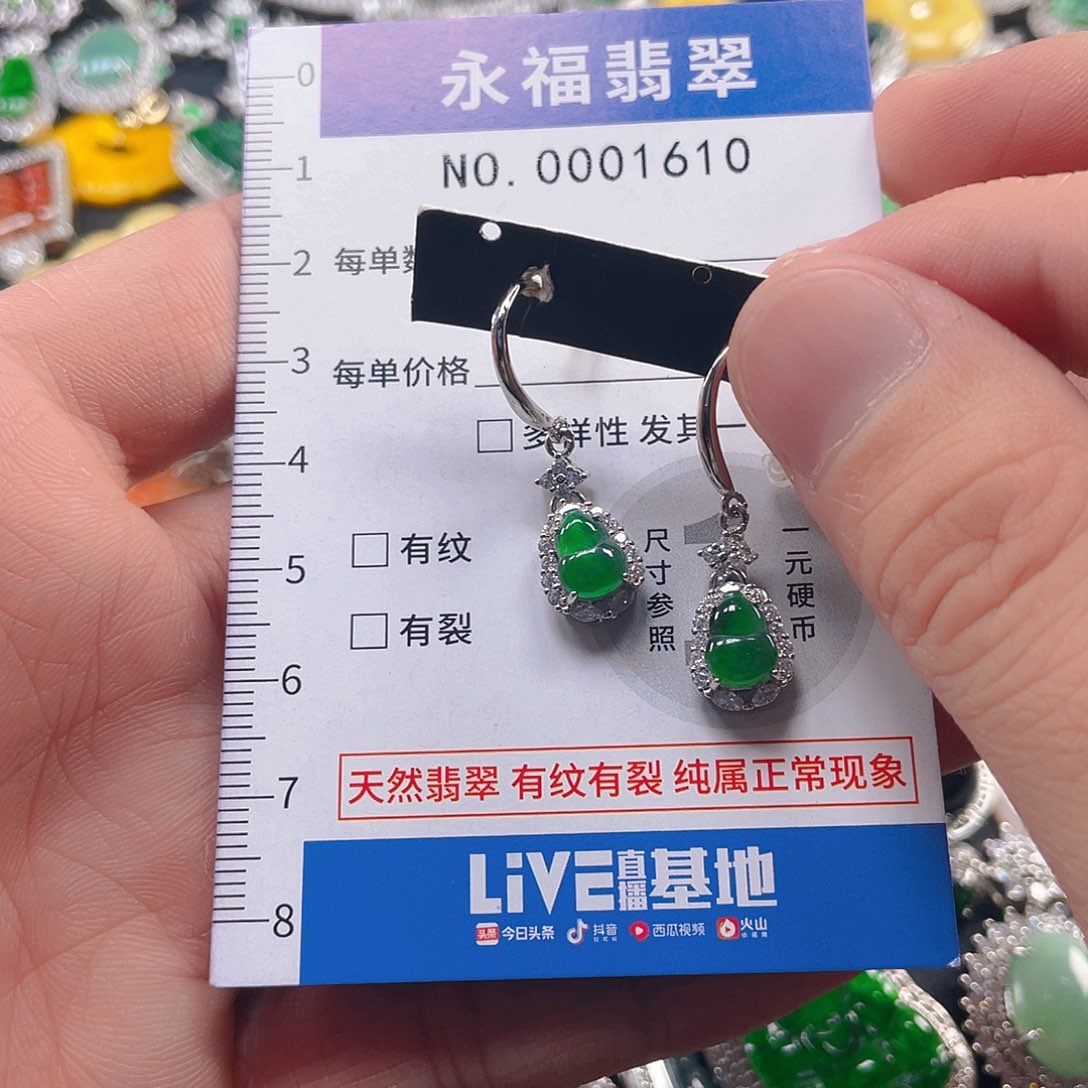 永福翡翠
NO. 0001610
0
1
2
3
4
5
6
7
8
每单
每单价格
样性 发其一
有纹
有裂
尺寸参照
一元硬币
天然翡翠 有纹有裂 纯属正常现象
LiVE直播基地
头条 今日头条 抖音 西瓜视频 火山